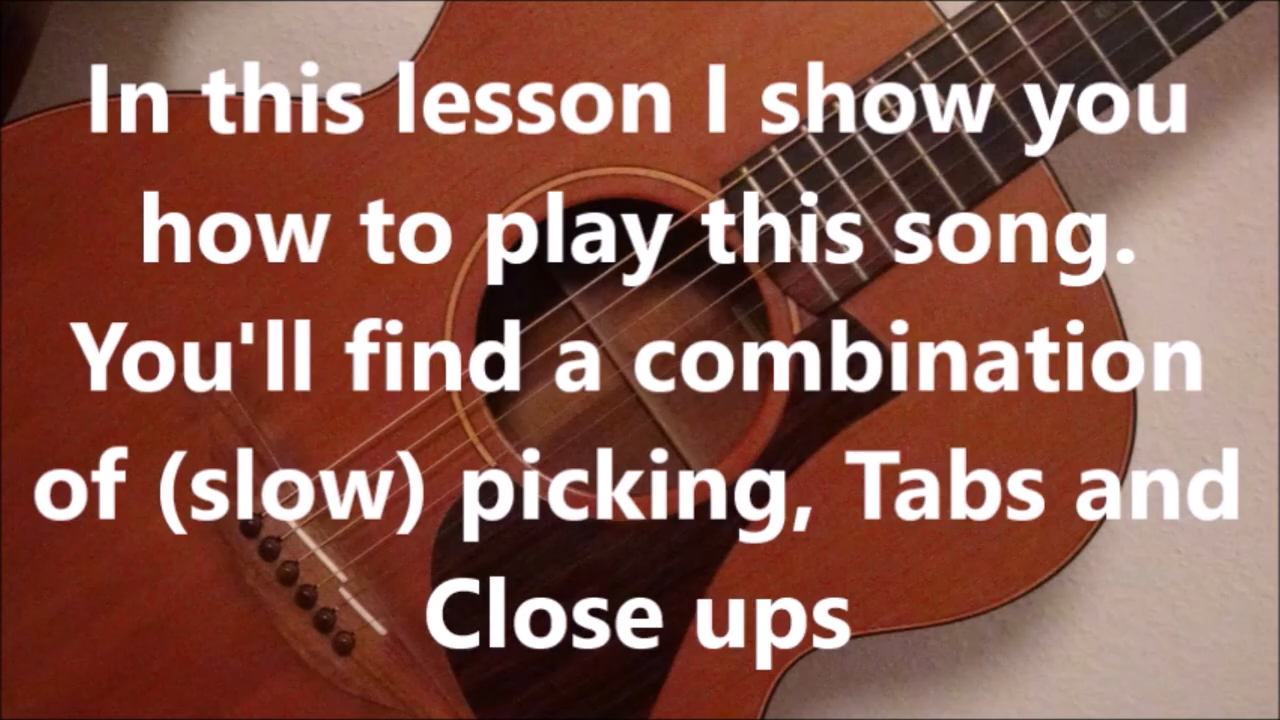 In this lesson I show you
how to play this song.
You'll find a combination
of (slow) picking, Tabs and
Close ups